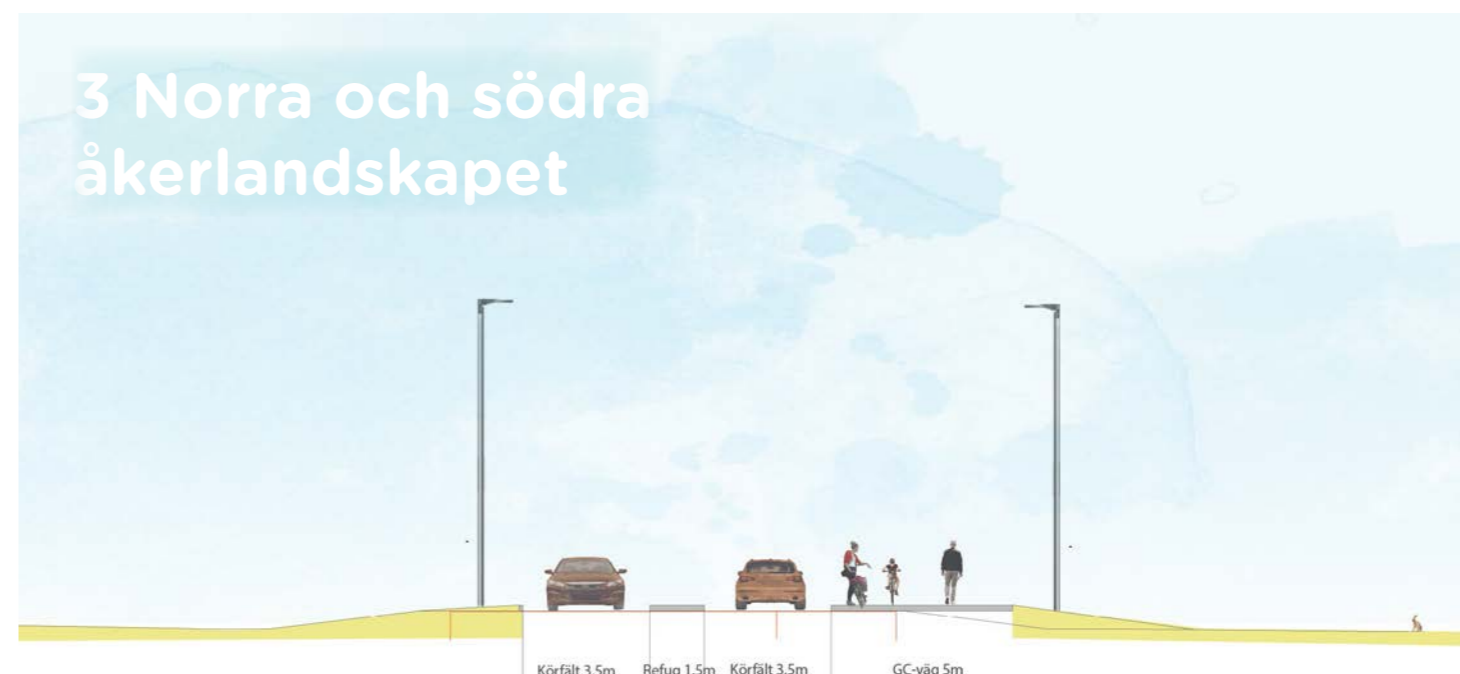 3 Norra och södra
åkerlandskapet
Körfält 3,5m Refug 1,5m Körfält 3,5m GC-väg 5m